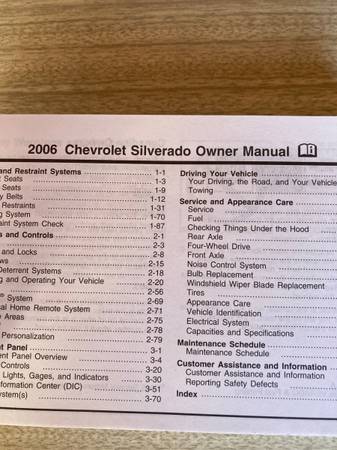 2006 Chevrolet Silverado Owner Manual
and Restraint Systems 1-1
Seats 1-3
Seats 1-9
y Belts 1-12
Restraints 1-31
g System 1-70
aint System Check 1-87
s and Controls 2-1
2-3
and Locks 2-8
ws 2-15
Deterrent Systems 2-18
g and Operating Your Vehicle 2-20
2-56
System 2-69
al Home Remote System 2-71
Areas 2-75
2-78
Personalization 2-79
t Panel 3-1
ent Panel Overview 3-4
Controls 3-20
Lights, Gages, and Indicators 3-30
formation Center (DIC) 3-51
ystem(s) 3-70
Driving Your Vehicle
Your Driving, the Road, and Your Vehicle
Towing
Service and Appearance Care
Service
Fuel
Checking Things Under the Hood
Rear Axle
Four-Wheel Drive
Front Axle
Noise Control System
Bulb Replacement
Windshield Wiper Blade Replacement
Tires
Appearance Care
Vehicle Identification
Electrical System
Capacities and Specifications
Maintenance Schedule
Maintenance Schedule
Customer Assistance and Information
Customer Assistance and Information
Reporting Safety Defects
Index